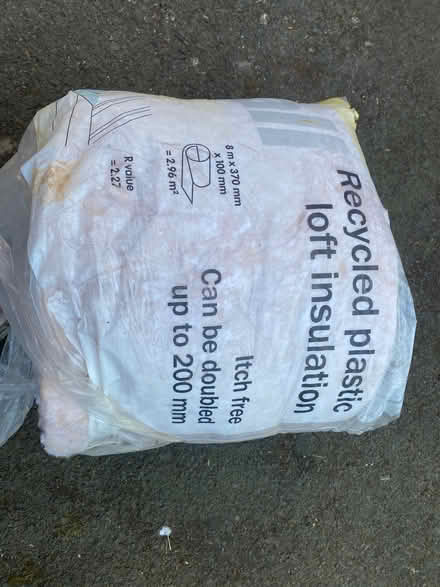 Recycled plastic
loft insulation
Itch free
Can be doubled
up to 200 mm
8 m x 370 mm
x 100 mm
= 2.96 m²
R value
= 2.27